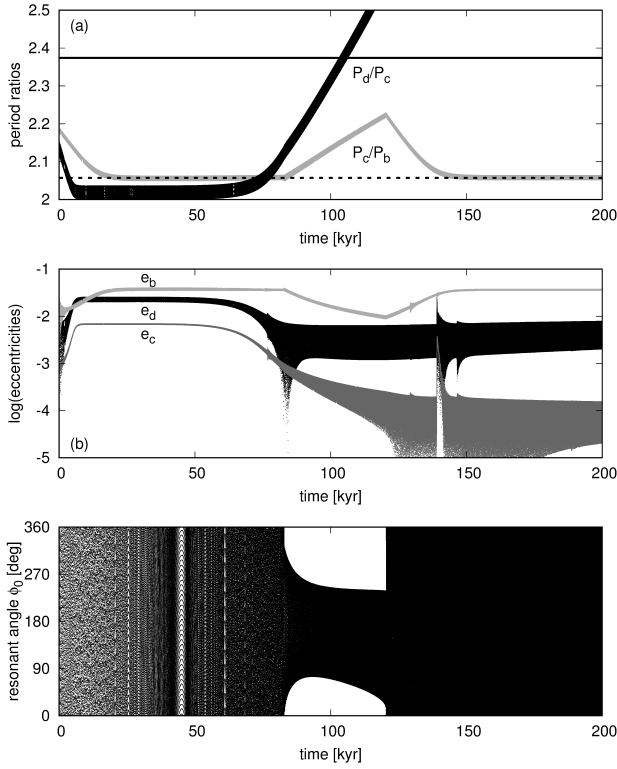 2.5
(a)
2.4
2.3
P_d/P_c
2.2
P_c/P_b
2.1
2
period ratios
0 50 100 150 200
time [kyr]
-1
e_b
-2
e_d
e_c
-3
-4
(b)
-5
log(eccentricities)
0 50 100 150 200
time [kyr]
360
270
180
90
0
resonant angle ϕ_0 [deg]
0 50 100 150 200
time [kyr]